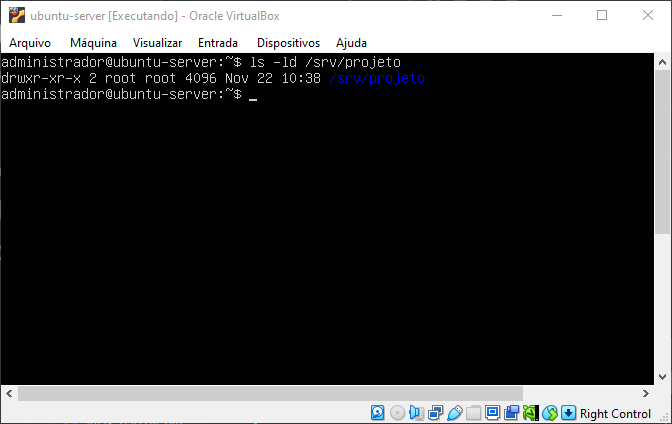 ubuntu-server [Executando] - Oracle VirtualBox
Arquivo Máquina Visualizar Entrada Dispositivos Ajuda
administrador@ubuntu-server:~$ ls -ld /srv/projeto
drwxr-xr-x 2 root root 4096 Nov 22 10:38 /srv/projeto
administrador@ubuntu-server:~$ _
Right Control